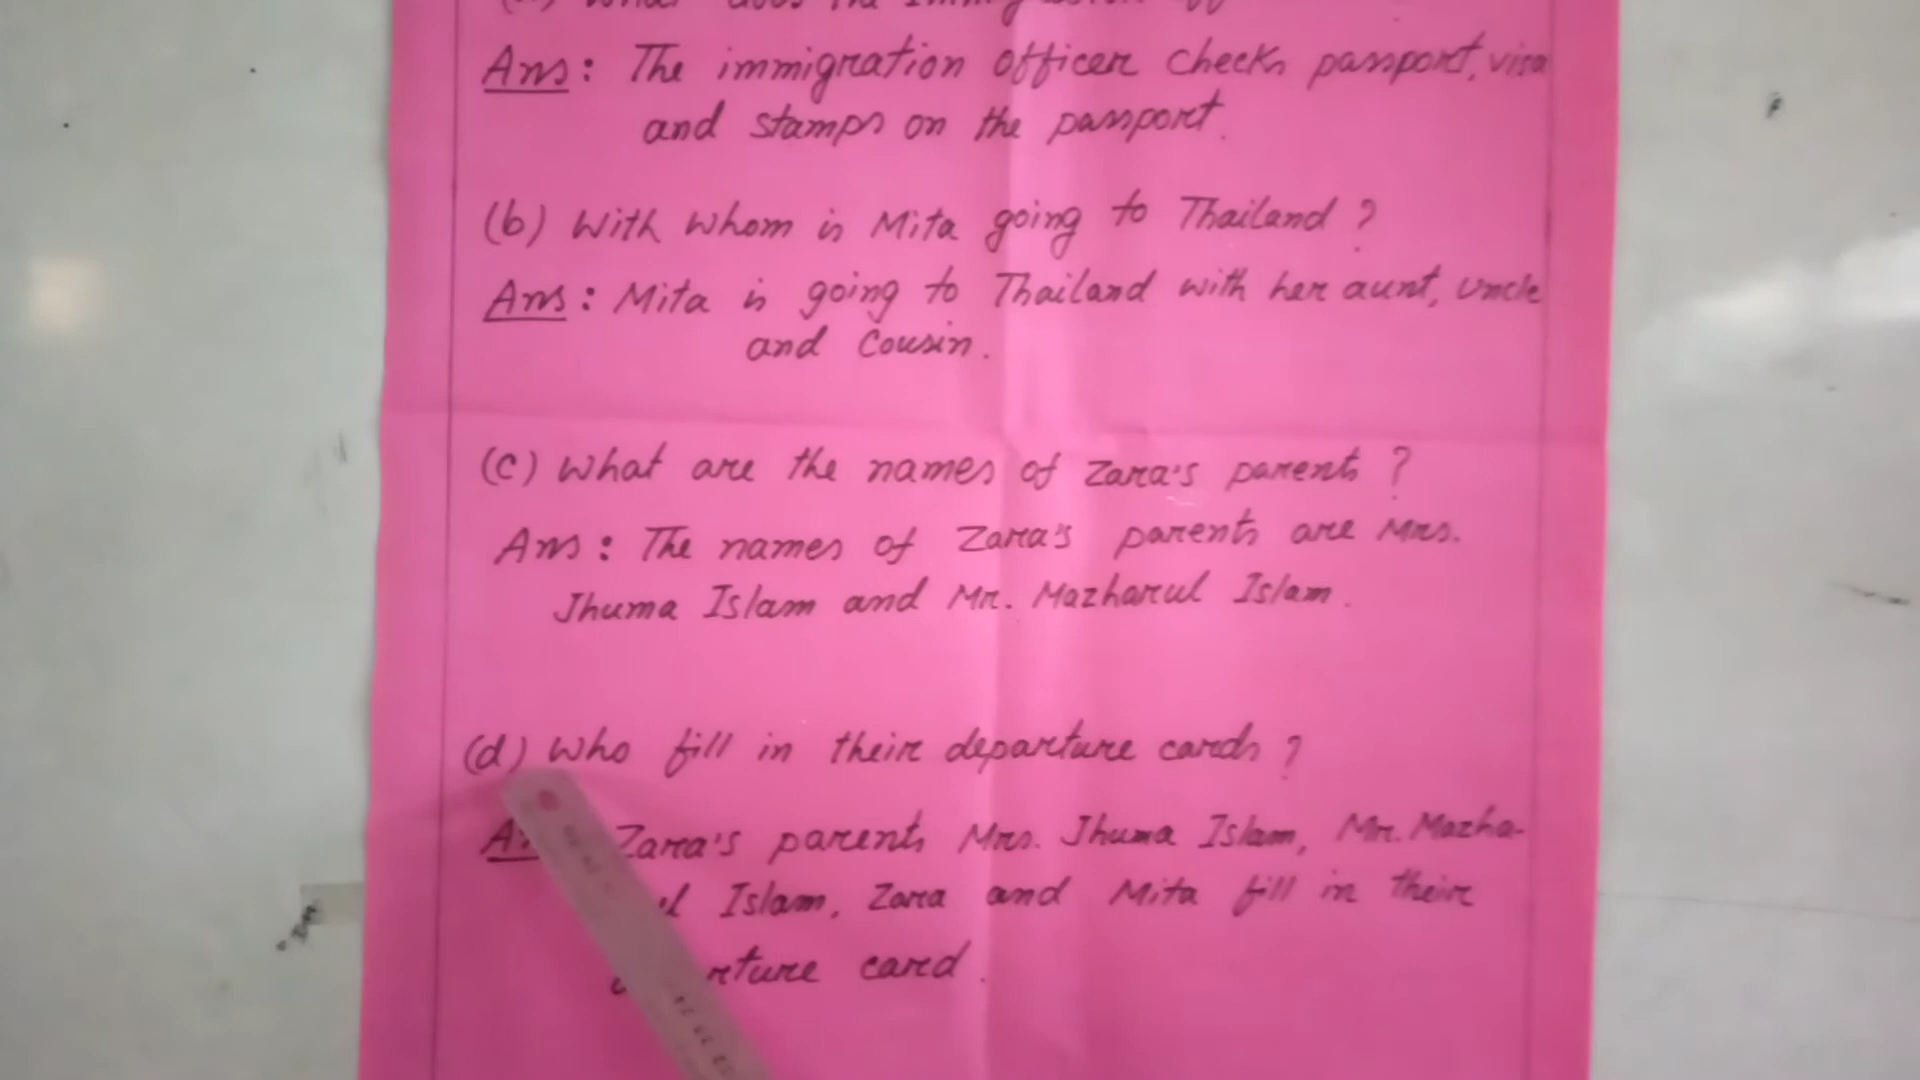 Ans: The immigration officer checks passport, visa
and stamps on the passport.
(b) With whom is Mita going to Thailand?
Ans: Mita is going to Thailand with her aunt, uncle
and Cousin.
(c) What are the names of Zara's parents?
Ans: The names of Zara's parents are Mrs.
Jhuma Islam and Mr. Mazharul Islam.
(d) Who fill in their departure cards?
Zara's parents Mrs. Jhuma Islam, Mr. Mazha-
Islam, Zara and Mita fill in their
card.